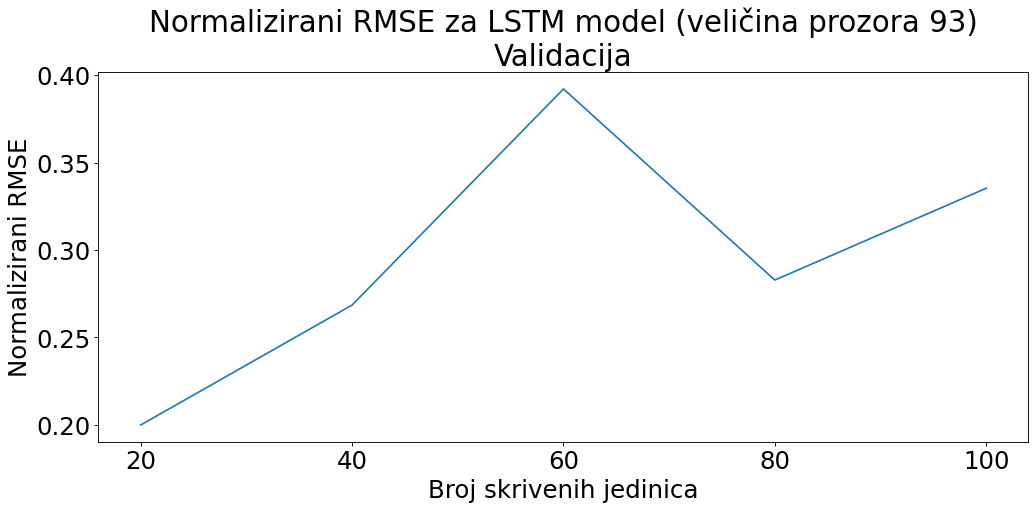 Normalizirani RMSE za LSTM model (veličina prozora 93)
Validacija
Normalizirani RMSE
0.40
0.35
0.30
0.25
0.20
20 40 60 80 100
Broj skrivenih jedinica